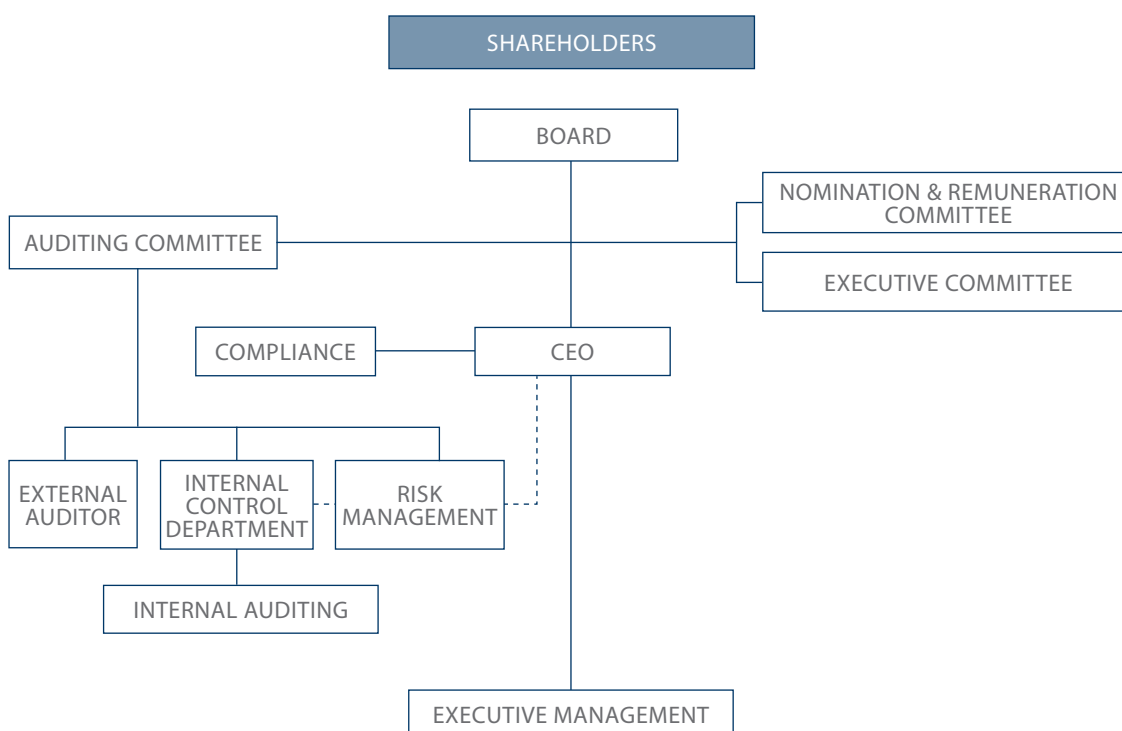 SHAREHOLDERS
BOARD
NOMINATION & REMUNERATION
COMMITTEE
AUDITING COMMITTEE
EXECUTIVE COMMITTEE
COMPLIANCE
CEO
EXTERNAL
AUDITOR
INTERNAL
CONTROL
DEPARTMENT
RISK
MANAGEMENT
INTERNAL AUDITING
EXECUTIVE MANAGEMENT